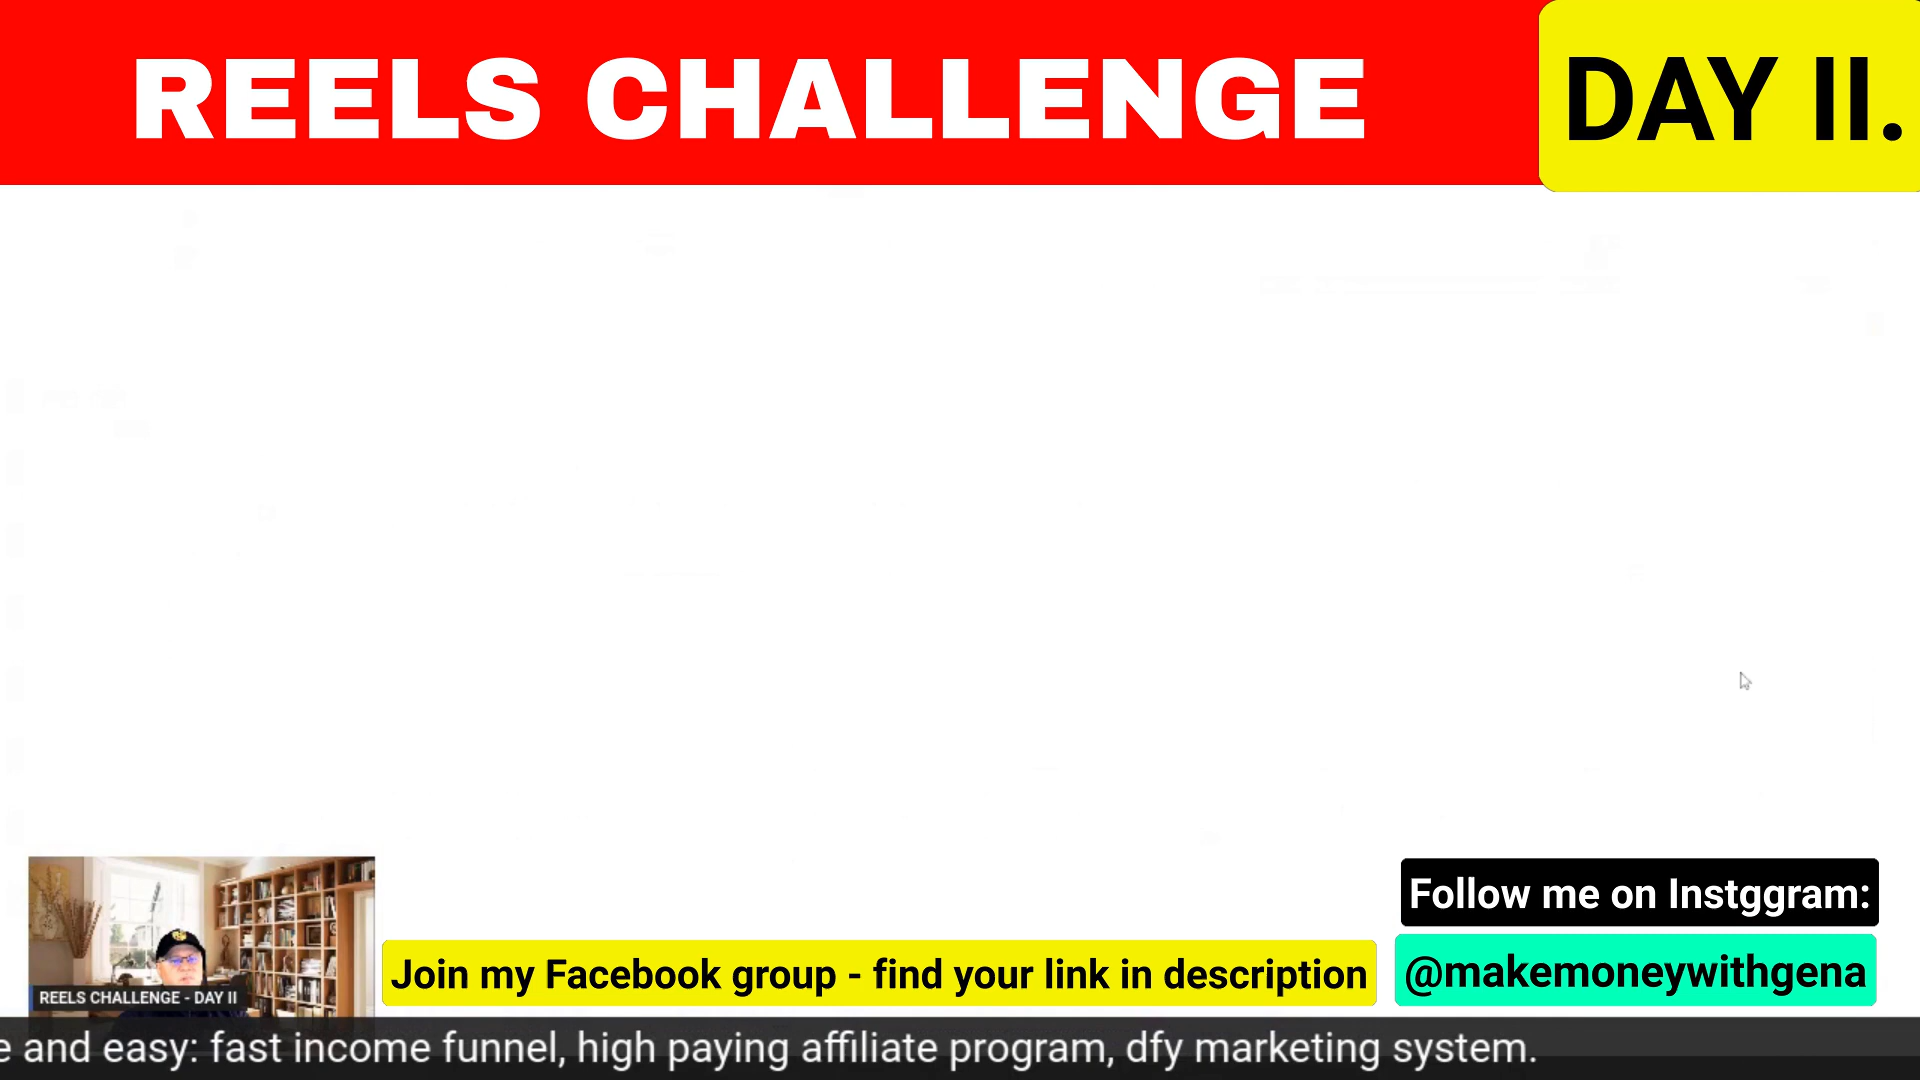 REELS CHALLENGE
DAY II.
Follow me on Instggram:
@makemoneywithgena
Join my Facebook group - find your link in description
REELS CHALLENGE - DAY II
e and easy: fast income funnel, high paying affiliate program, dfy marketing system.